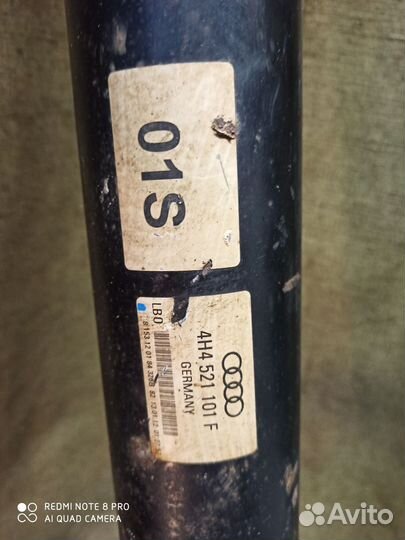 01S
4H4 521 101 F
GERMANY
LBO
REDMI NOTE 8 PRO
AI QUAD CAMERA
Avito